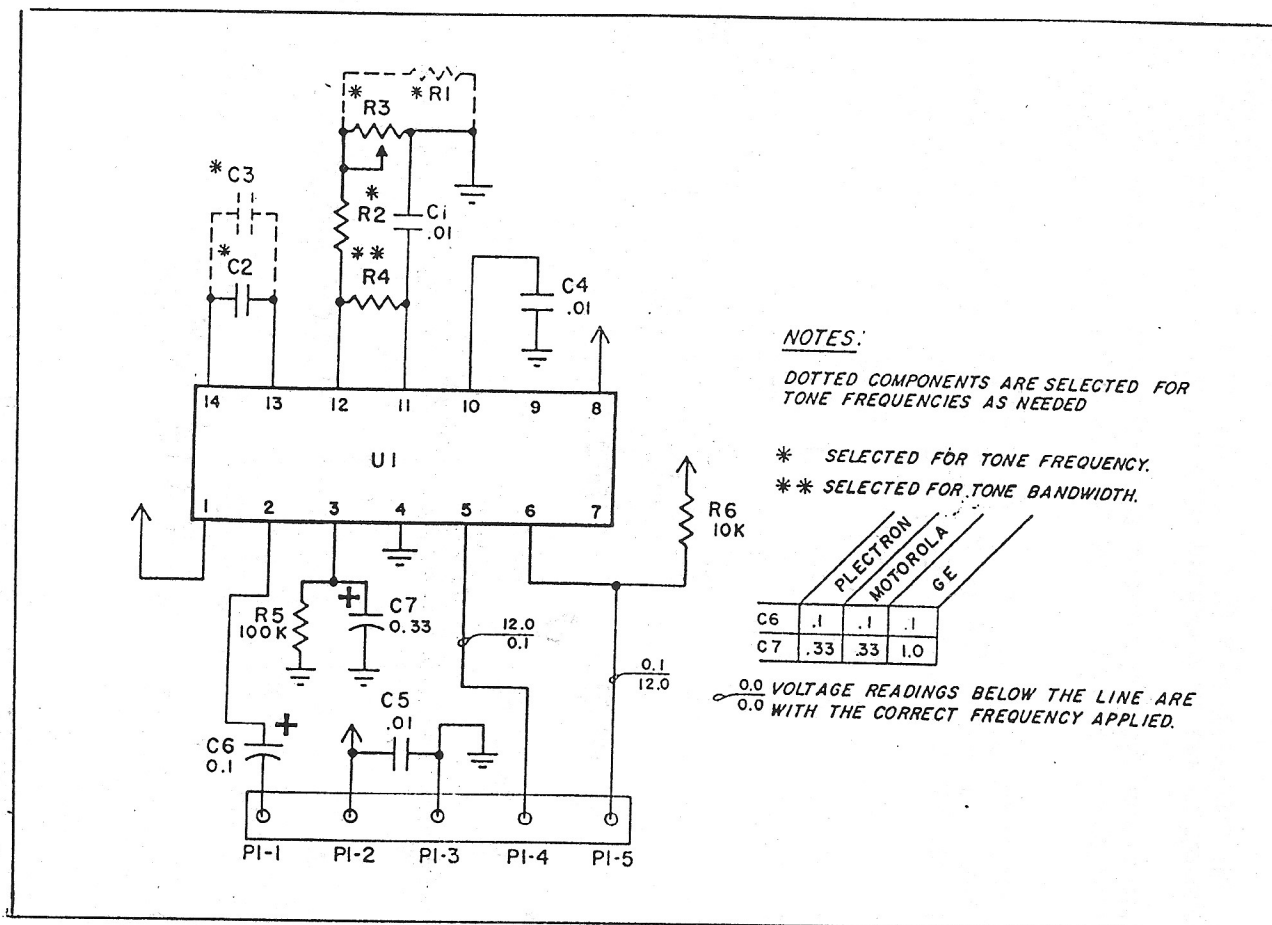 * R3
* R1
* C3
* C2
* R2
** R4
C1
.01
C4
.01
14 13 12 11 10 9 8
U1
1 2 3 4 5 6 7
R5
100K
+ C7
0.33
12.0
0.1
R6
10K
0.1
12.0
C6
0.1
+
C5
.01
P1-1 P1-2 P1-3 P1-4 P1-5
NOTES:
DOTTED COMPONENTS ARE SELECTED FOR
TONE FREQUENCIES AS NEEDED
* SELECTED FOR TONE FREQUENCY.
** SELECTED FOR TONE BANDWIDTH.
PLECTRON MOTOROLA GE
C6 .1 .1 .1
C7 .33 .33 1.0
0.0
0.0
VOLTAGE READINGS BELOW THE LINE ARE
WITH THE CORRECT FREQUENCY APPLIED.